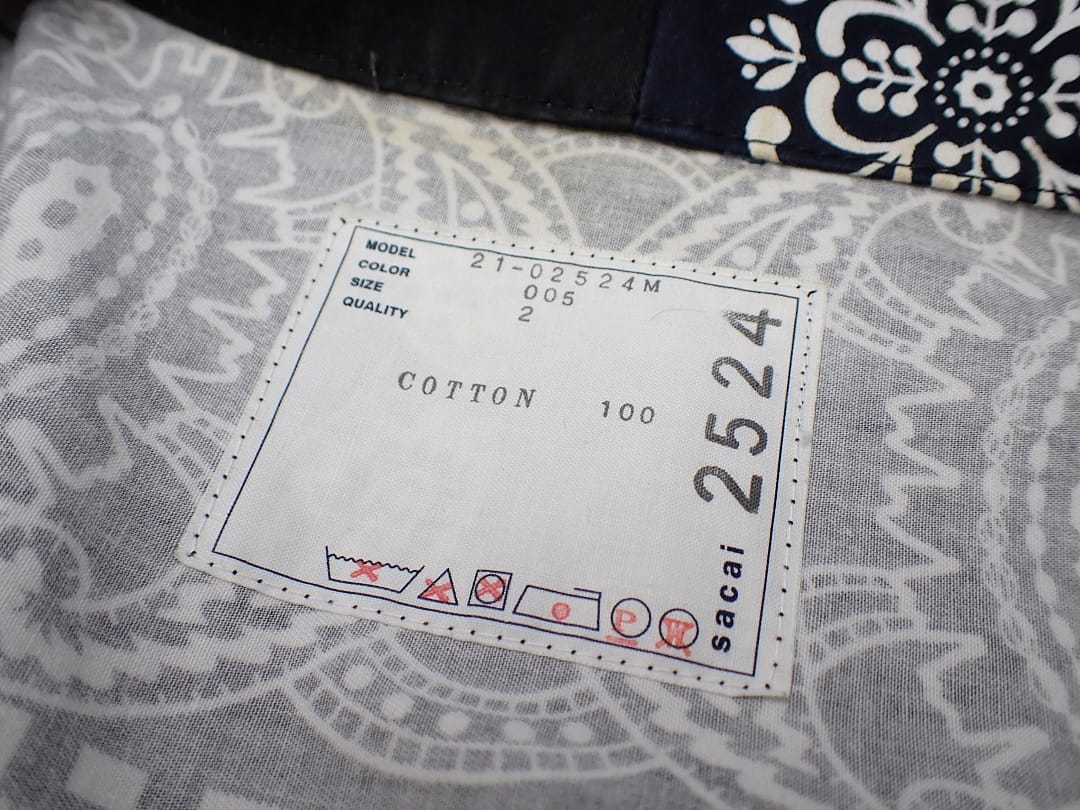 MODEL 21-02524M
COLOR 005
SIZE 2
QUALITY
COTTON 100
sacai 2524
P
W